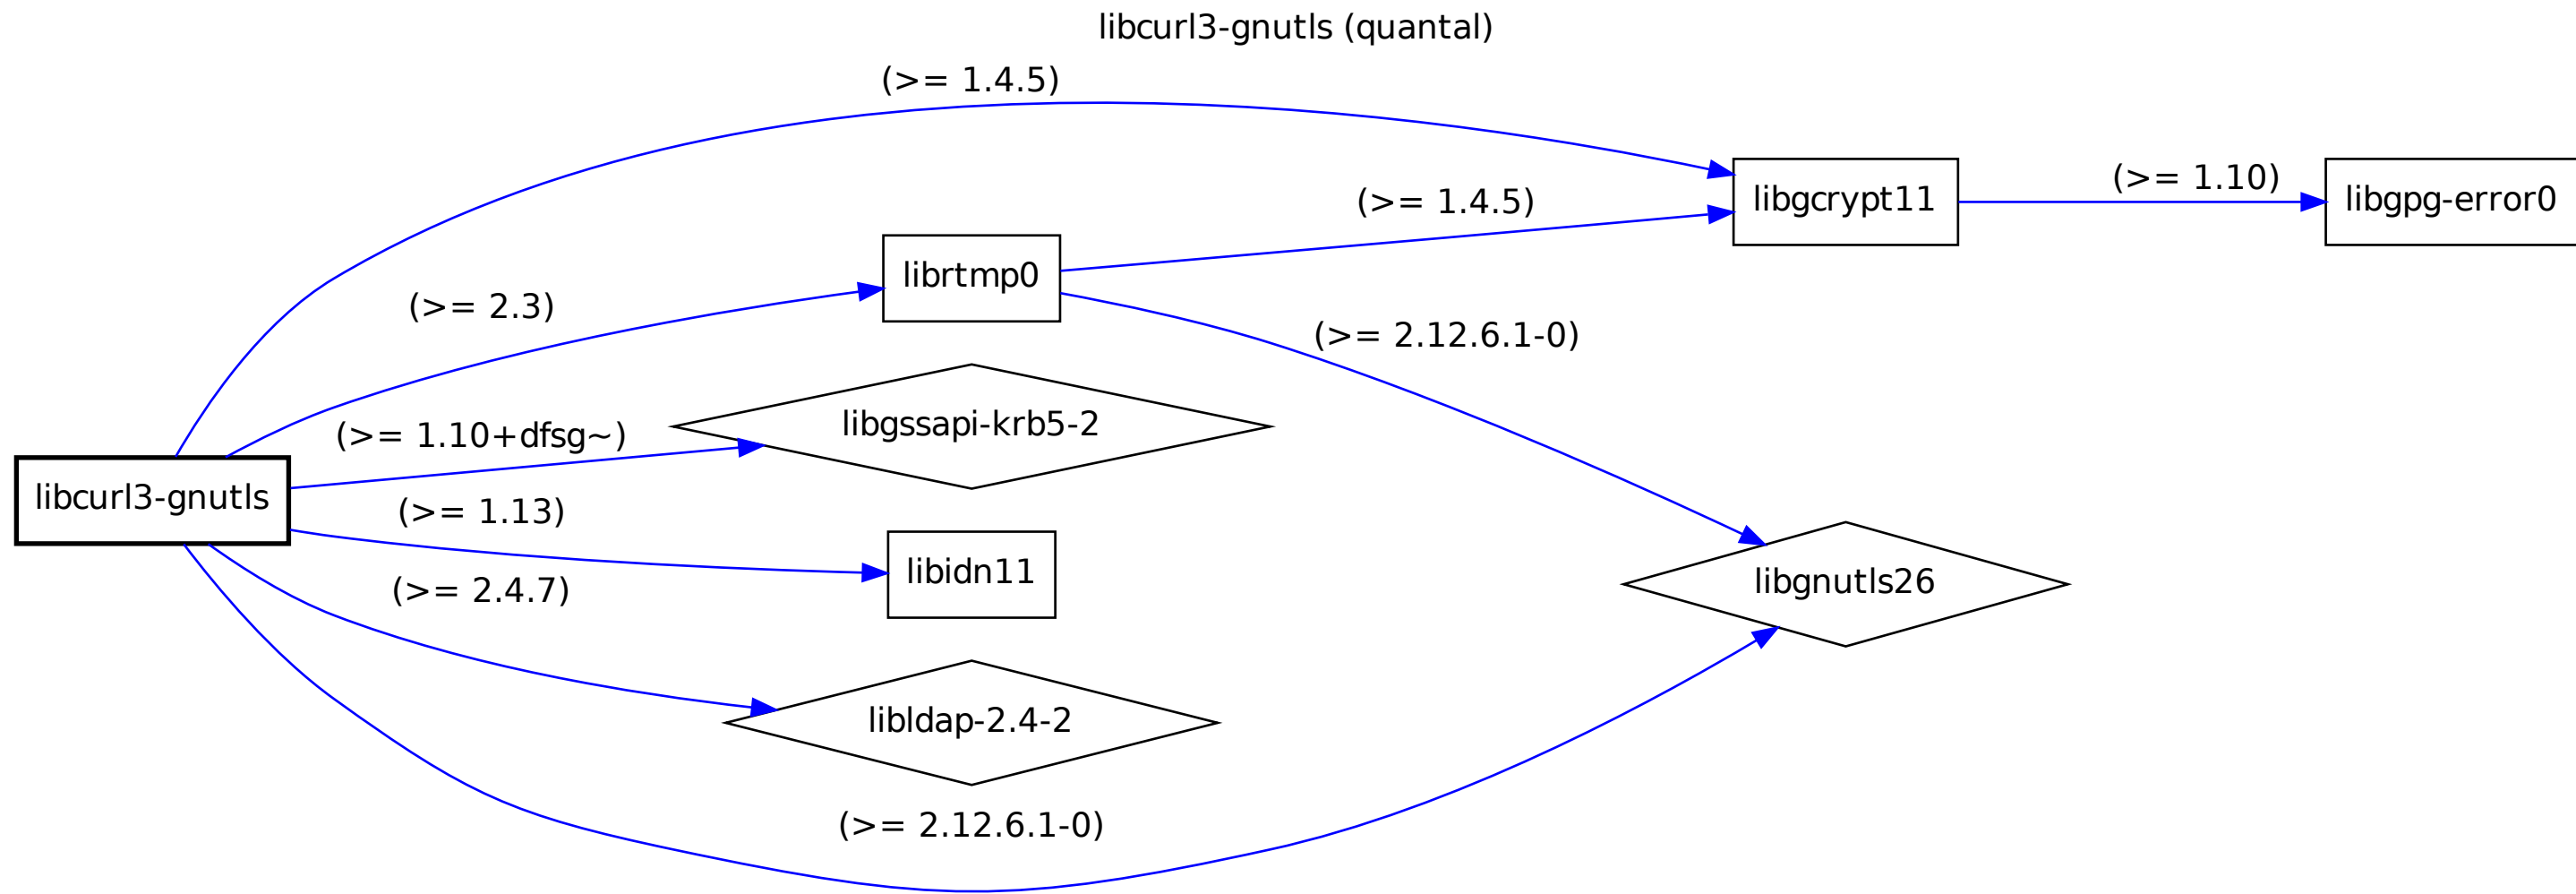 libcurl3-gnutls (quantal)
(>= 1.4.5)
(>= 1.10)
libgcrypt11
libgpg-error0
(>= 1.4.5)
librtmp0
(>= 2.3)
(>= 2.12.6.1-0)
libgssapi-krb5-2
(>= 1.10+dfsg~)
libcurl3-gnutls
(>= 1.13)
libidn11
libgnutls26
(>= 2.4.7)
libldap-2.4-2
(>= 2.12.6.1-0)